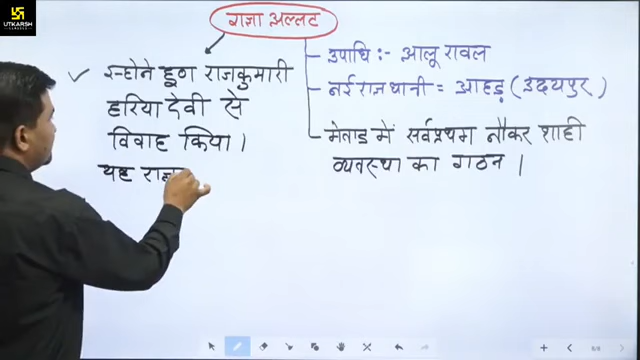 UTKARSH
CLASSES
राजा अल्लट
इन्होने हूण राजकुमारी
हरिया देवी से
विवाह किया।
यह राज
उपाधि :- आलू रावल
नई राजधानी = आहड़ (उदयपुर)
मेवाड में सर्वप्रथम नौकर शाही
व्यवस्था का गठन।